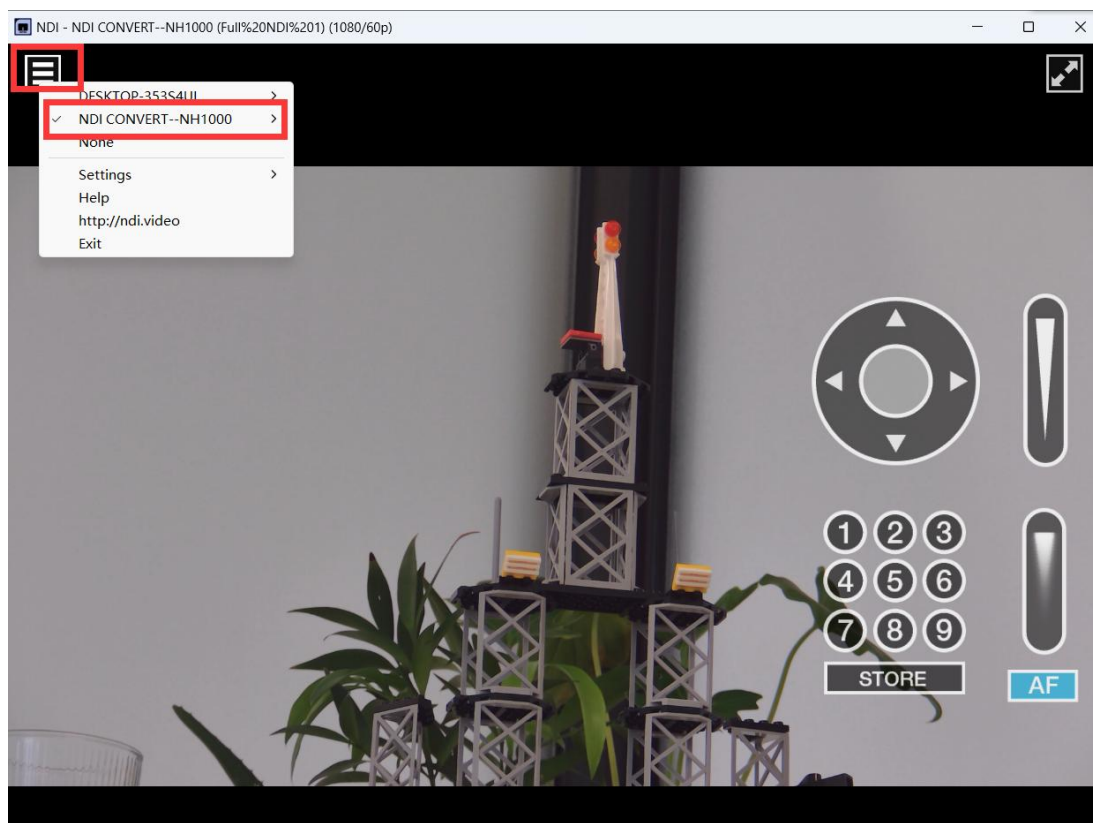 NDI - NDI CONVERT--NH1000 (Full%20NDI%201) (1080/60p)
DESKTOP-353S4UL
NDI CONVERT--NH1000
None
Settings
Help
http://ndi.video
Exit
1 2 3
4 5 6
7 8 9
STORE
AF